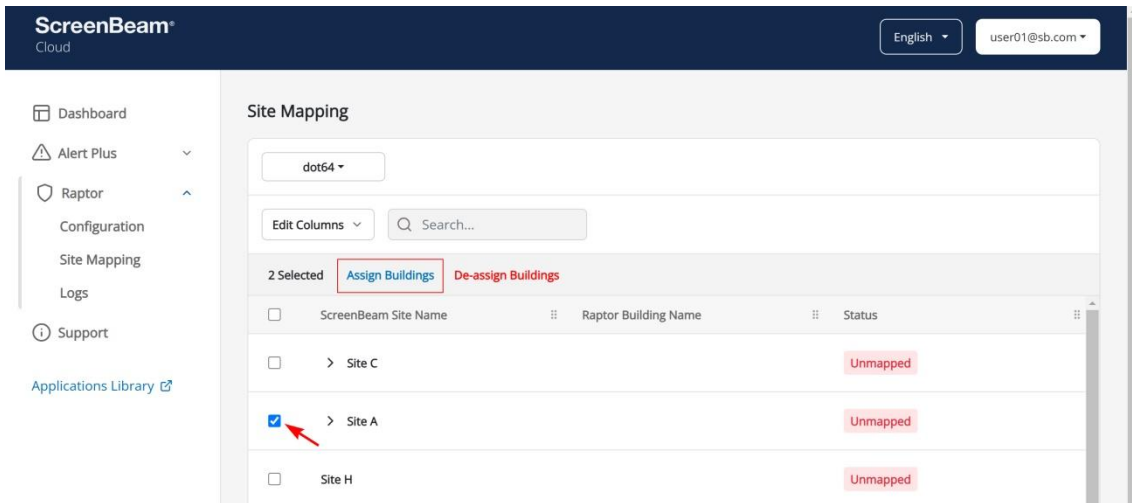 ScreenBeam®
Cloud
English
user01@sb.com
Dashboard
Alert Plus
Raptor
Configuration
Site Mapping
Logs
Support
Applications Library
Site Mapping
dot64
Edit Columns
Search...
2 Selected Assign Buildings De-assign Buildings
ScreenBeam Site Name Raptor Building Name Status
Site C Unmapped
Site A Unmapped
Site H Unmapped